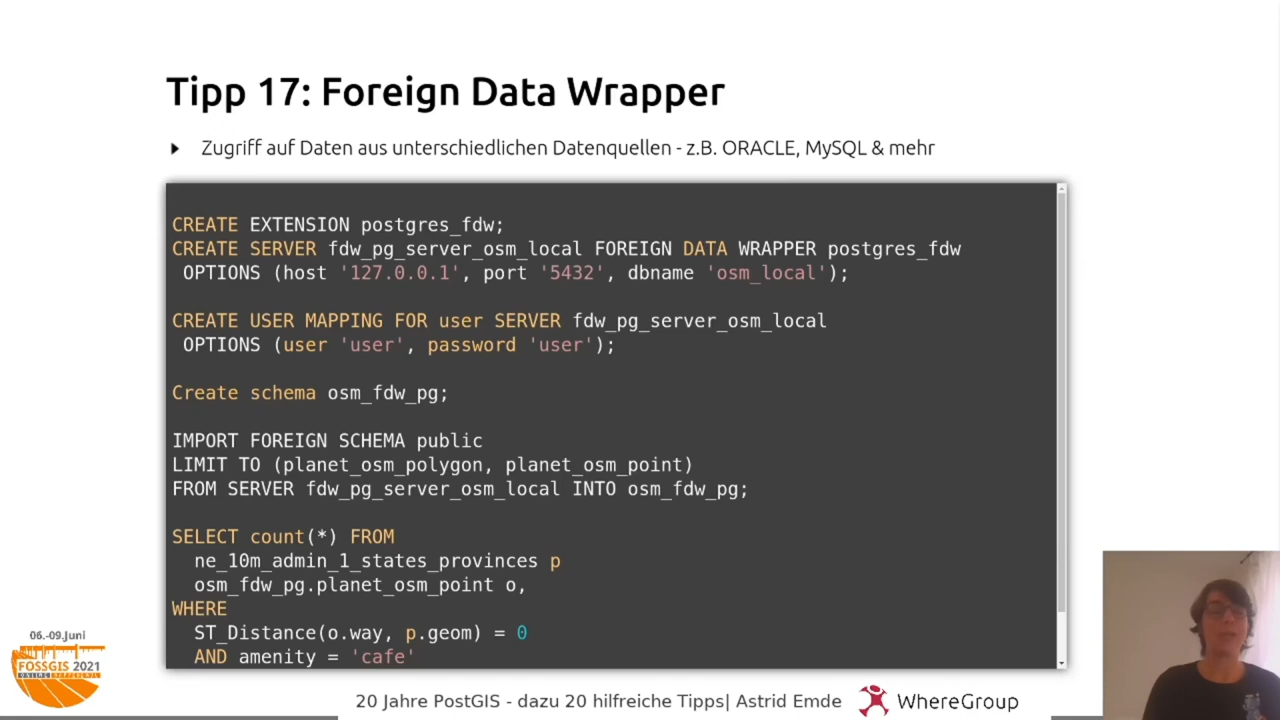 Tipp 17: Foreign Data Wrapper
Zugriff auf Daten aus unterschiedlichen Datenquellen - z.B. ORACLE, MySQL & mehr
CREATE EXTENSION postgres_fdw;
CREATE SERVER fdw_pg_server_osm_local FOREIGN DATA WRAPPER postgres_fdw
OPTIONS (host '127.0.0.1', port '5432', dbname 'osm_local');
CREATE USER MAPPING FOR user SERVER fdw_pg_server_osm_local
OPTIONS (user 'user', password 'user');
Create schema osm_fdw_pg;
IMPORT FOREIGN SCHEMA public
LIMIT TO (planet_osm_polygon, planet_osm_point)
FROM SERVER fdw_pg_server_osm_local INTO osm_fdw_pg;
SELECT count(*) FROM
ne_10m_admin_1_states_provinces p
osm_fdw_pg.planet_osm_point o,
WHERE
ST_Distance(o.way, p.geom) = 0
AND amenity = 'cafe'
06.-09.Juni
FOSSGIS 2021
20 Jahre PostGIS - dazu 20 hilfreiche Tipps| Astrid Emde
WhereGroup